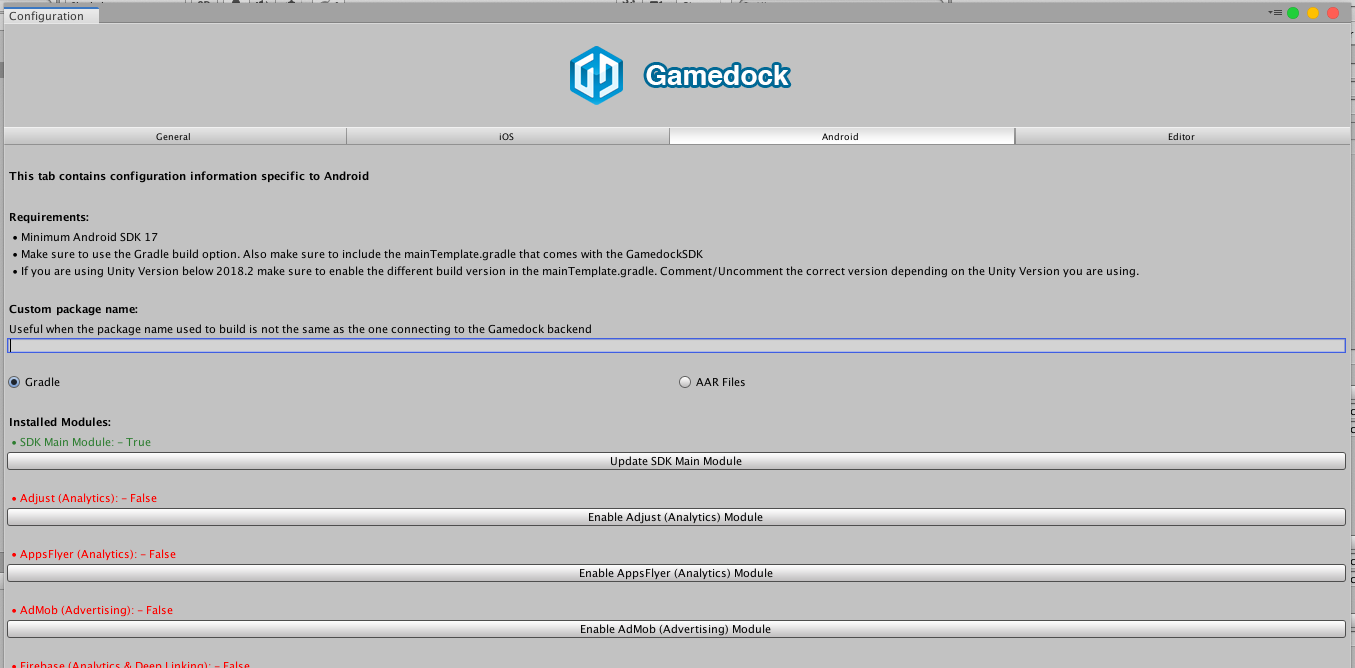 Configuration
Gamedock
General
iOS
Android
Editor
This tab contains configuration information specific to Android
Requirements:
• Minimum Android SDK 17
• Make sure to use the Gradle build option. Also make sure to include the mainTemplate.gradle that comes with the GamedockSDK
• If you are using Unity Version below 2018.2 make sure to enable the different build version in the mainTemplate.gradle. Comment/Uncomment the correct version depending on the Unity Version you are using.
Custom package name:
Useful when the package name used to build is not the same as the one connecting to the Gamedock backend
Gradle
AAR Files
Installed Modules:
• SDK Main Module: - True
Update SDK Main Module
• Adjust (Analytics): - False
Enable Adjust (Analytics) Module
• AppsFlyer (Analytics): - False
Enable AppsFlyer (Analytics) Module
• AdMob (Advertising): - False
Enable AdMob (Advertising) Module
• Firebase (Analytics & Deep Linking): - False